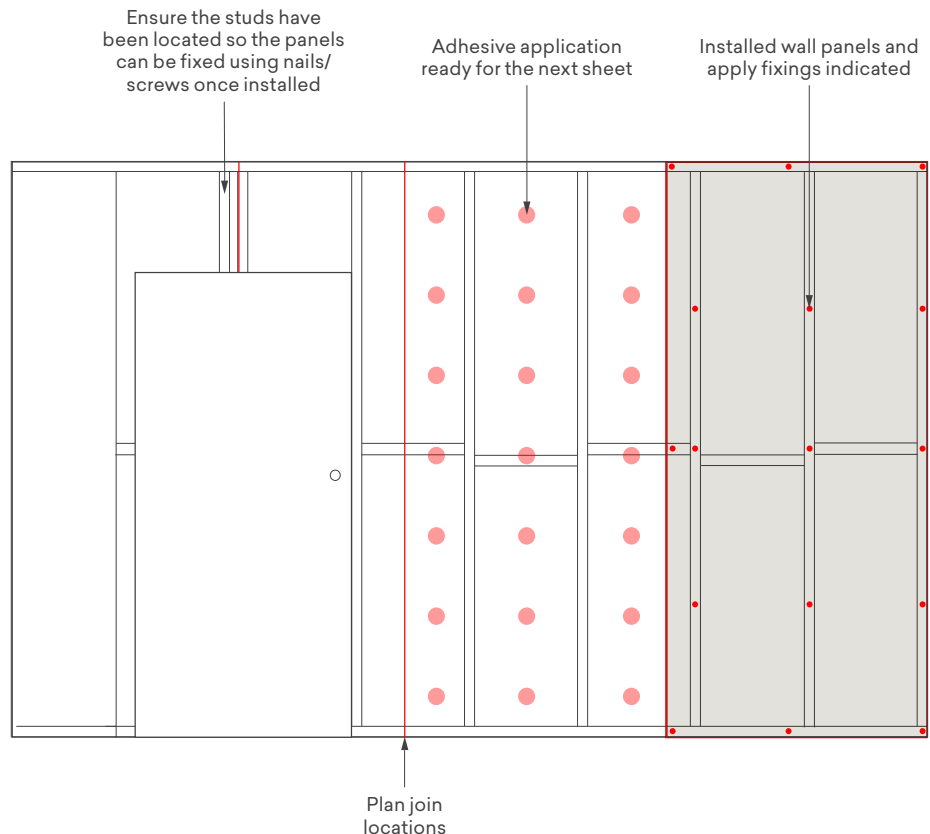 Ensure the studs have
been located so the panels
can be fixed using nails/
screws once installed
Adhesive application
ready for the next sheet
Installed wall panels and
apply fixings indicated
Plan join
locations